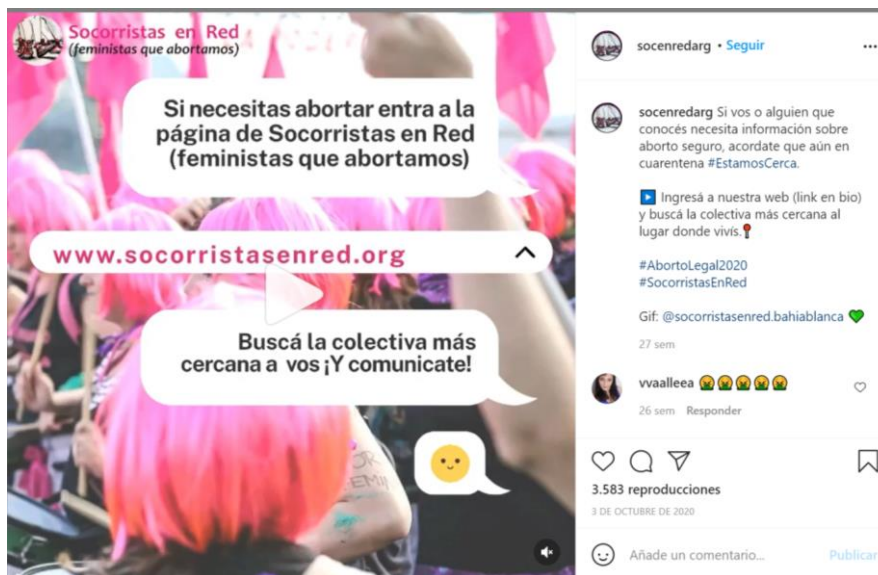 Socorristas en Red
(feministas que abortamos)
Si necesitas abortar entra a la
página de Socorristas en Red
(feministas que abortamos)
www.socorristasenred.org
Buscá la colectiva más
cercana a vos ¡Y comunicate!
socenredarg • Seguir
socenredarg Si vos o alguien que
conocés necesita información sobre
aborto seguro, acordate que aún en
cuarentena #EstamosCerca.
Ingresá a nuestra web (link en bio)
y buscá la colectiva más cercana al
lugar donde vivís.
#AbortoLegal2020
#SocorristasEnRed
Gif: @socorristasenred.bahiablanca 💚
27 sem
vvaalleea 🤑🤑🤑🤑🤑
26 sem Responder
3.583 reproducciones
3 DE OCTUBRE DE 2020
Añade un comentario... Publicar